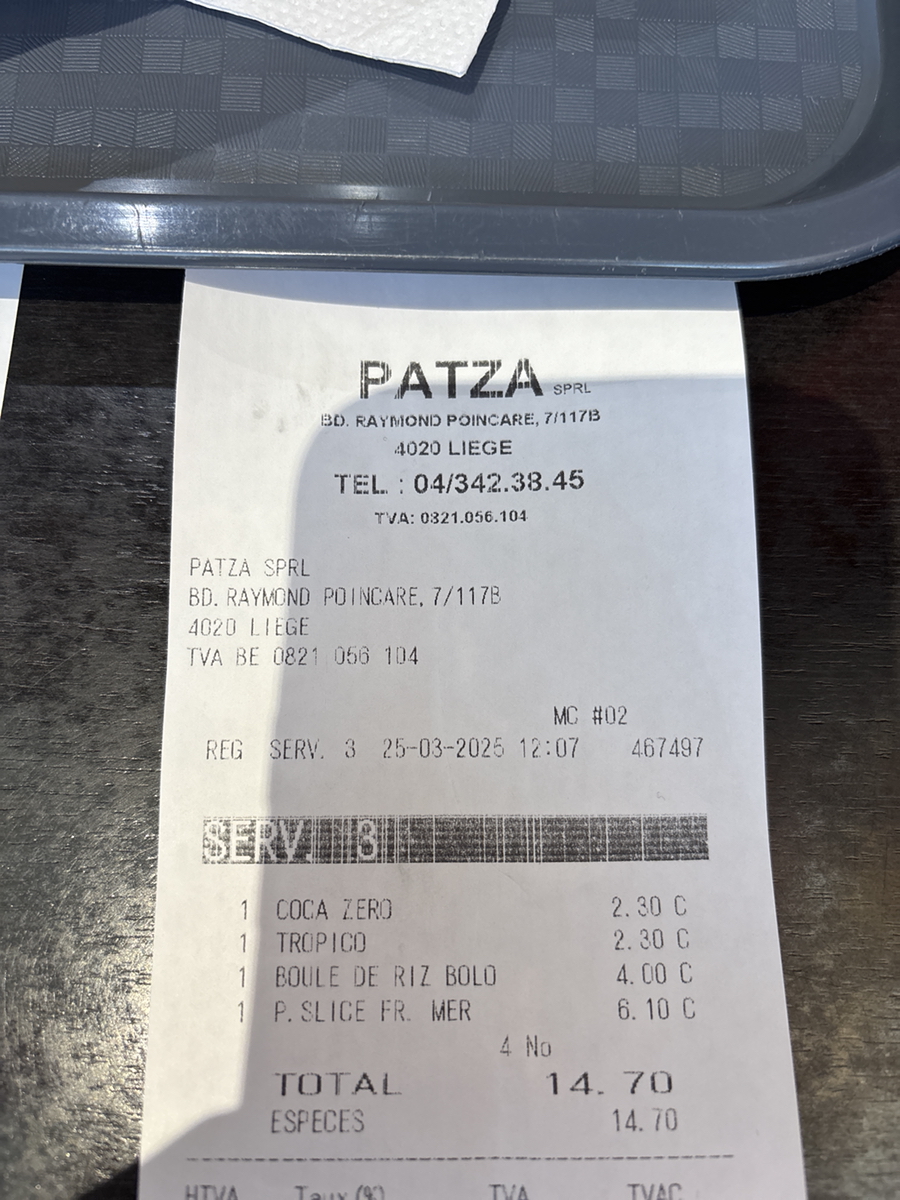 PATZA SPRL
BD. RAYMOND POINCARE, 7/117B
4020 LIEGE
TEL. : 04/342.38.45
TVA: 0821.056.104
PATZA SPRL
BD. RAYMOND POINCARE, 7/117B
4020 LIEGE
TVA BE 0821 056 104
MC #02
REG SERV. 3 25-03-2025 12:07 467497
SERV. 3
1 COCA ZERO 2.30 C
1 TROPICO 2.30 C
1 BOULE DE RIZ BOLO 4.00 C
1 P.SLICE FR. MER 6.10 C
4 No
TOTAL 14.70
ESPECES 14.70
HTVA Taux (%) TVA TVAC